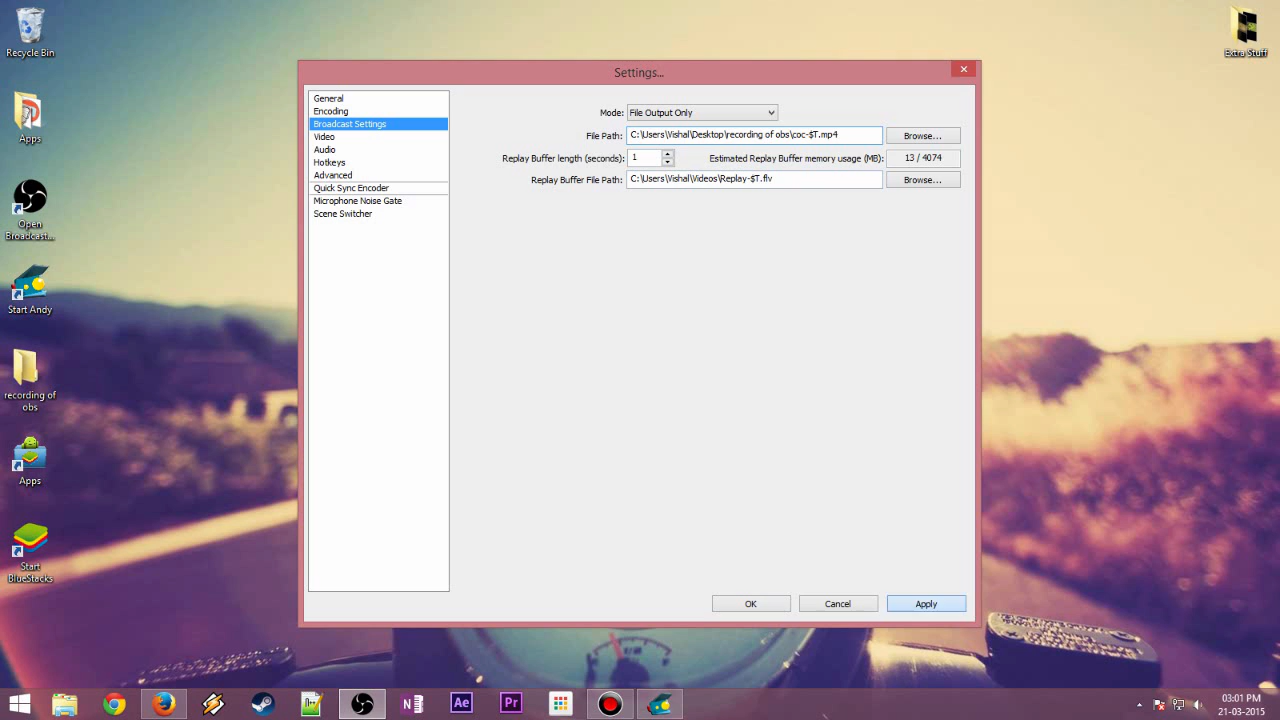 Recycle Bin
Extra Stuff
Apps
Open
Broadcast...
Start Andy
recording of
obs
Apps
Start
BlueStacks
Settings...
General
Encoding
Broadcast Settings
Video
Audio
Hotkeys
Advanced
Quick Sync Encoder
Microphone Noise Gate
Scene Switcher
Mode: File Output Only
File Path: C:\Users\Vishal\Desktop\recording of obs\coc-$T.mp4 Browse...
Replay Buffer length (seconds): 1 Estimated Replay Buffer memory usage (MB): 13 / 4074
Replay Buffer File Path: C:\Users\Vishal\Videos\Replay-$T.flv Browse...
OK Cancel Apply
N Ae Pr
03:01 PM
21-03-2015